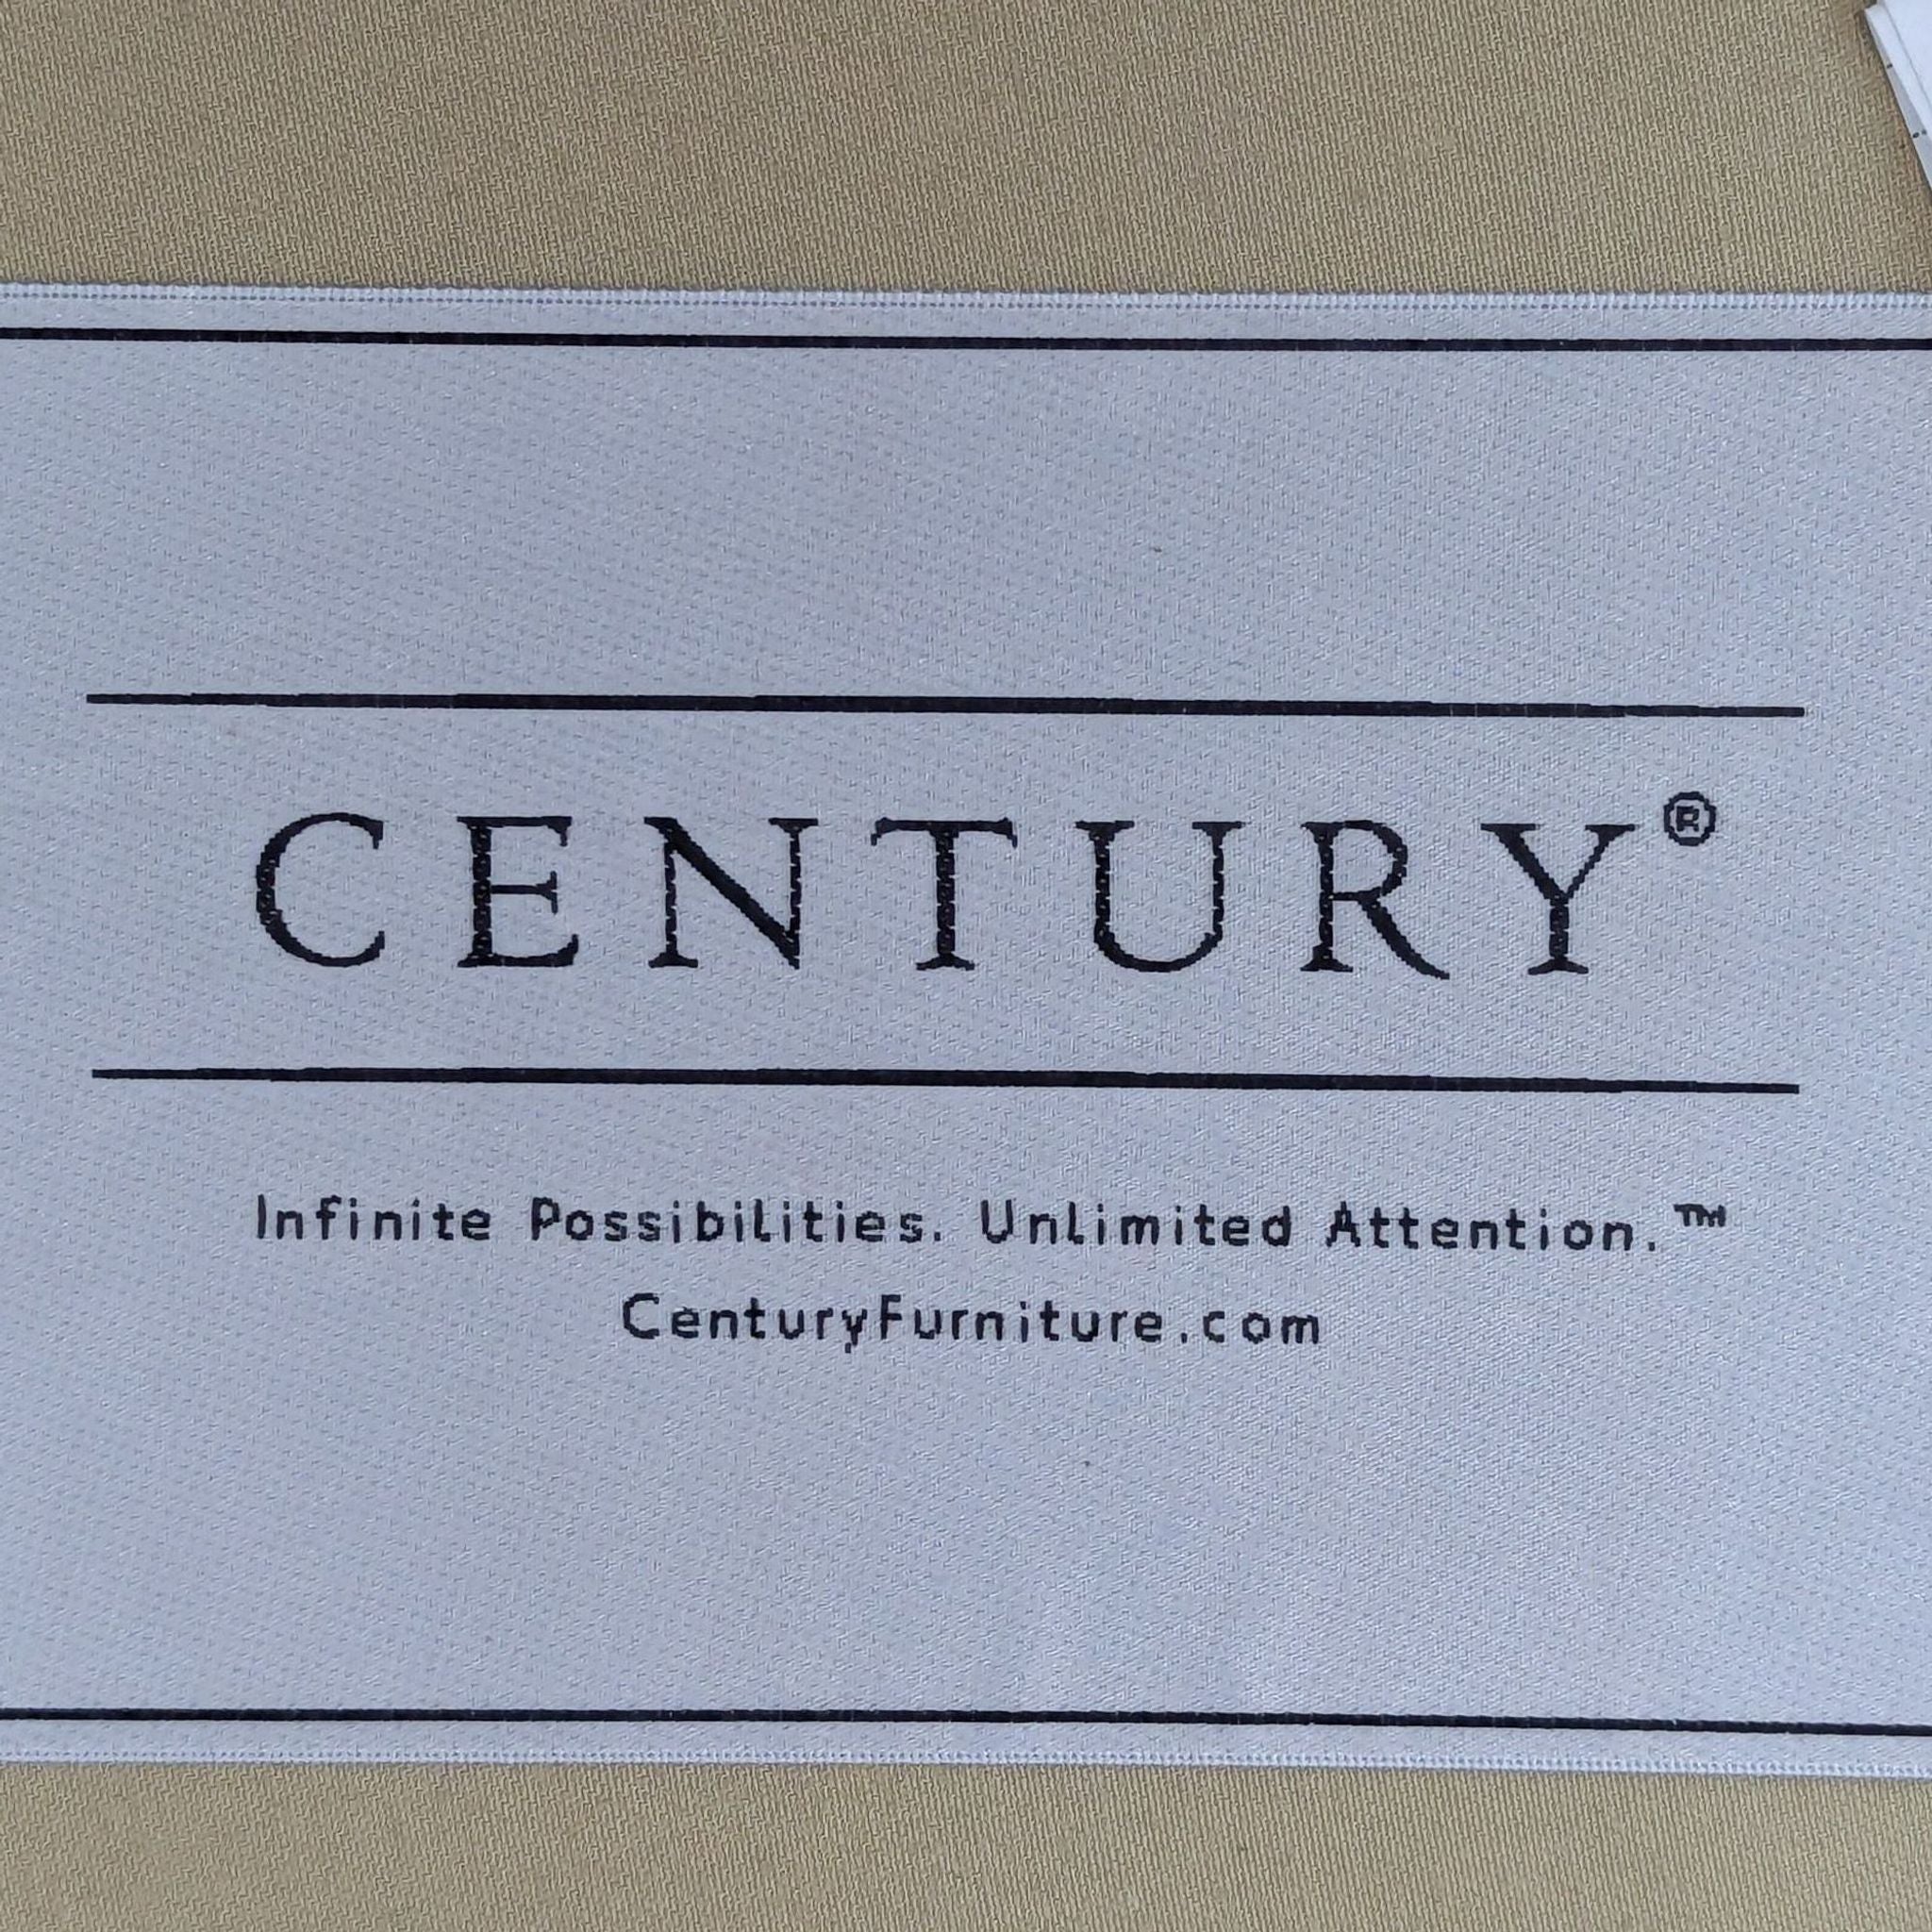 CENTURY®
Infinite Possibilities. Unlimited Attention.™
CenturyFurniture.com